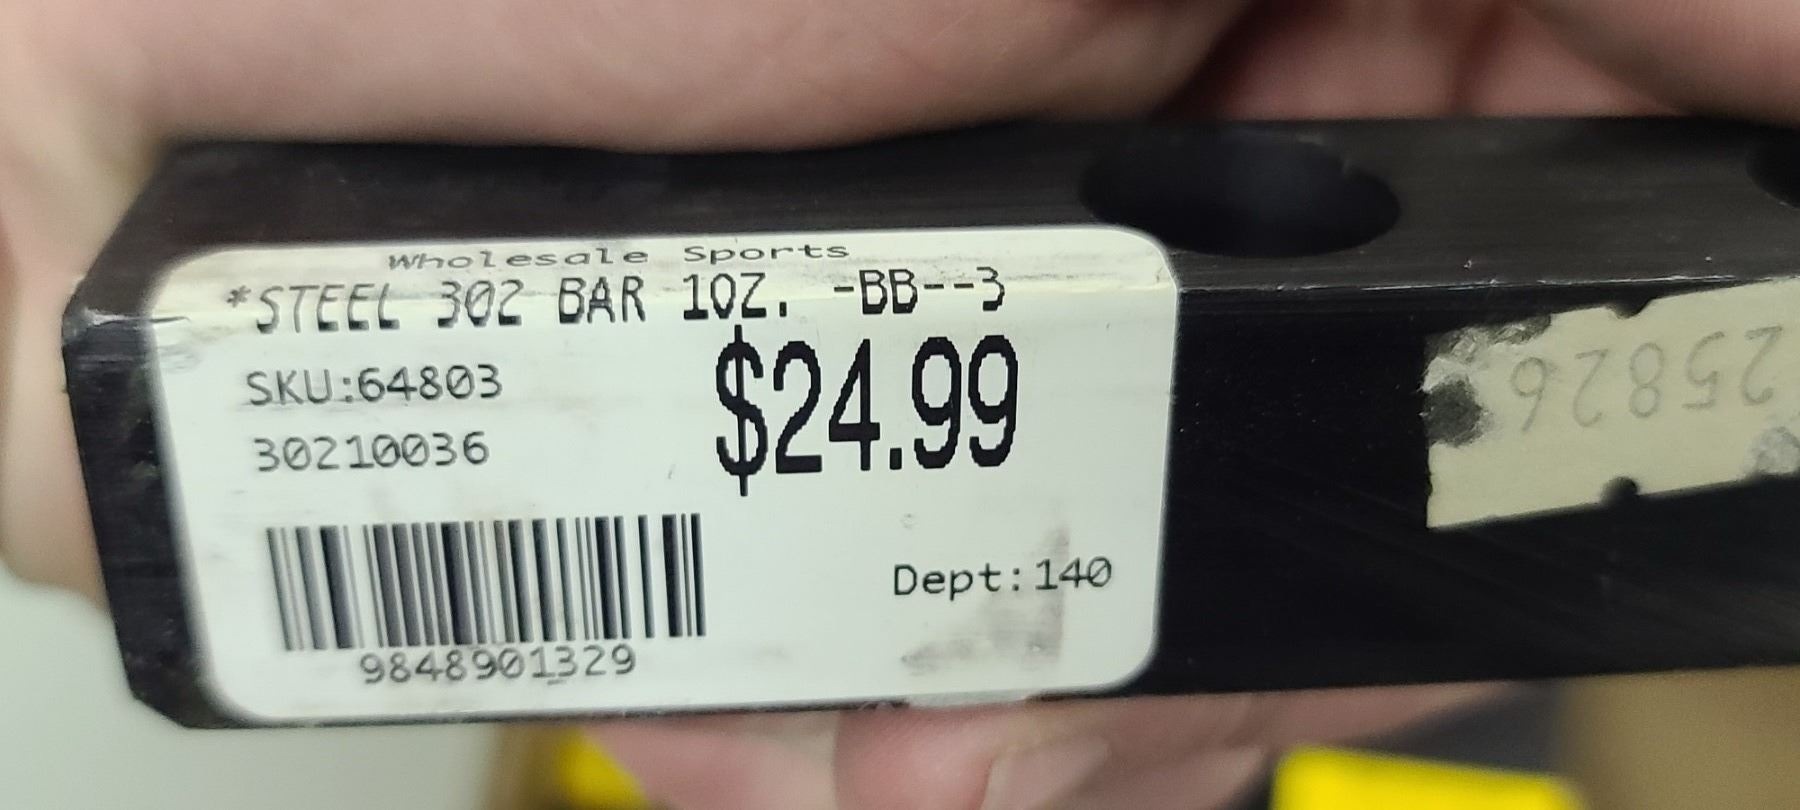 Wholesale Sports
*STEEL 302 BAR 1OZ. -BB--3
$24.99
SKU:64803
30210036
9848901329
Dept:140
25826